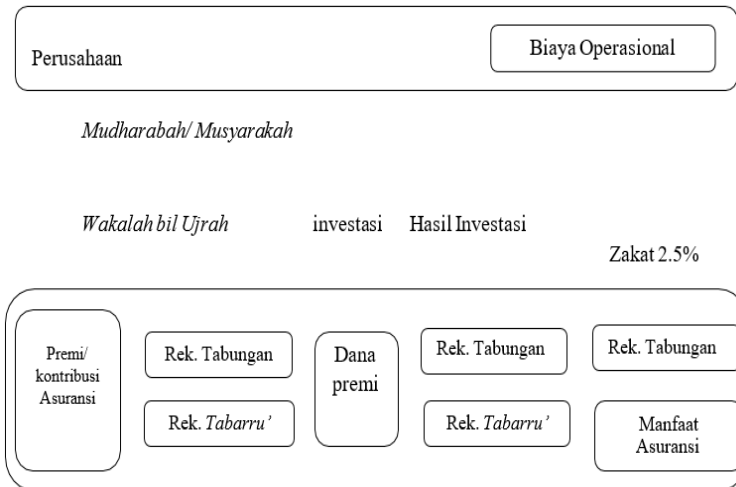 Biaya Operasional
Perusahaan
Mudharabah/ Musyarakah
Wakalah bil Ujrah
investasi
Hasil Investasi
Zakat 2.5%
Premi/
kontribusi
Asuransi
Rek. Tabungan
Rek. Tabarru’
Dana
premi
Rek. Tabungan
Rek. Tabarru’
Rek. Tabungan
Manfaat
Asuransi